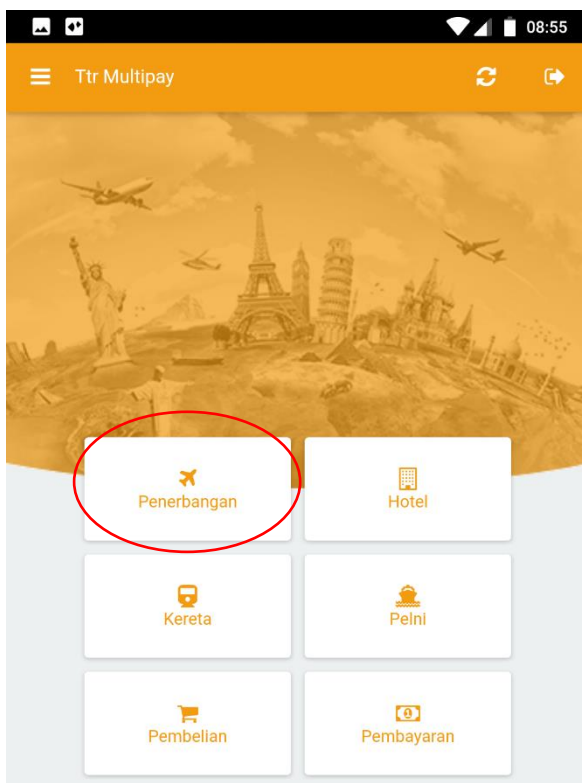 08:55
Ttr Multipay
Penerbangan
Hotel
Kereta
Pelni
Pembelian
Pembayaran